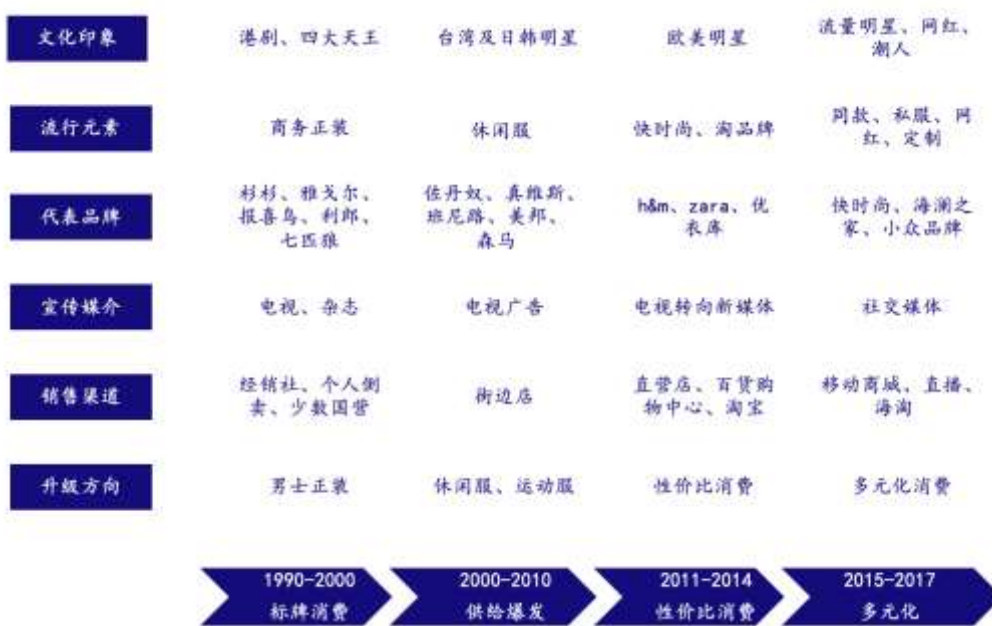 文化印象
港剧、四大天王
台湾及日韩明星
欧美明星
流量明星、网红、
潮人
流行元素
商务正装
休闲服
快时尚、淘品牌
同款、私服、网
红、定制
代表品牌
杉杉、雅戈尔、
报喜鸟、利郎、
七匹狼
佐丹奴、真维斯、
班尼路、美邦、
森马
h&m、zara、优
衣库
快时尚、海澜之
家、小众品牌
宣传媒介
电视、杂志
电视广告
电视转向新媒体
社交媒体
销售渠道
经销社、个人倒
卖、少数国营
街边店
直营店、百货购
物中心、淘宝
移动商城、直播、
海淘
升级方向
男士正装
休闲服、运动服
性价比消费
多元化消费
1990-2000
标牌消费
2000-2010
供给爆发
2011-2014
性价比消费
2015-2017
多元化